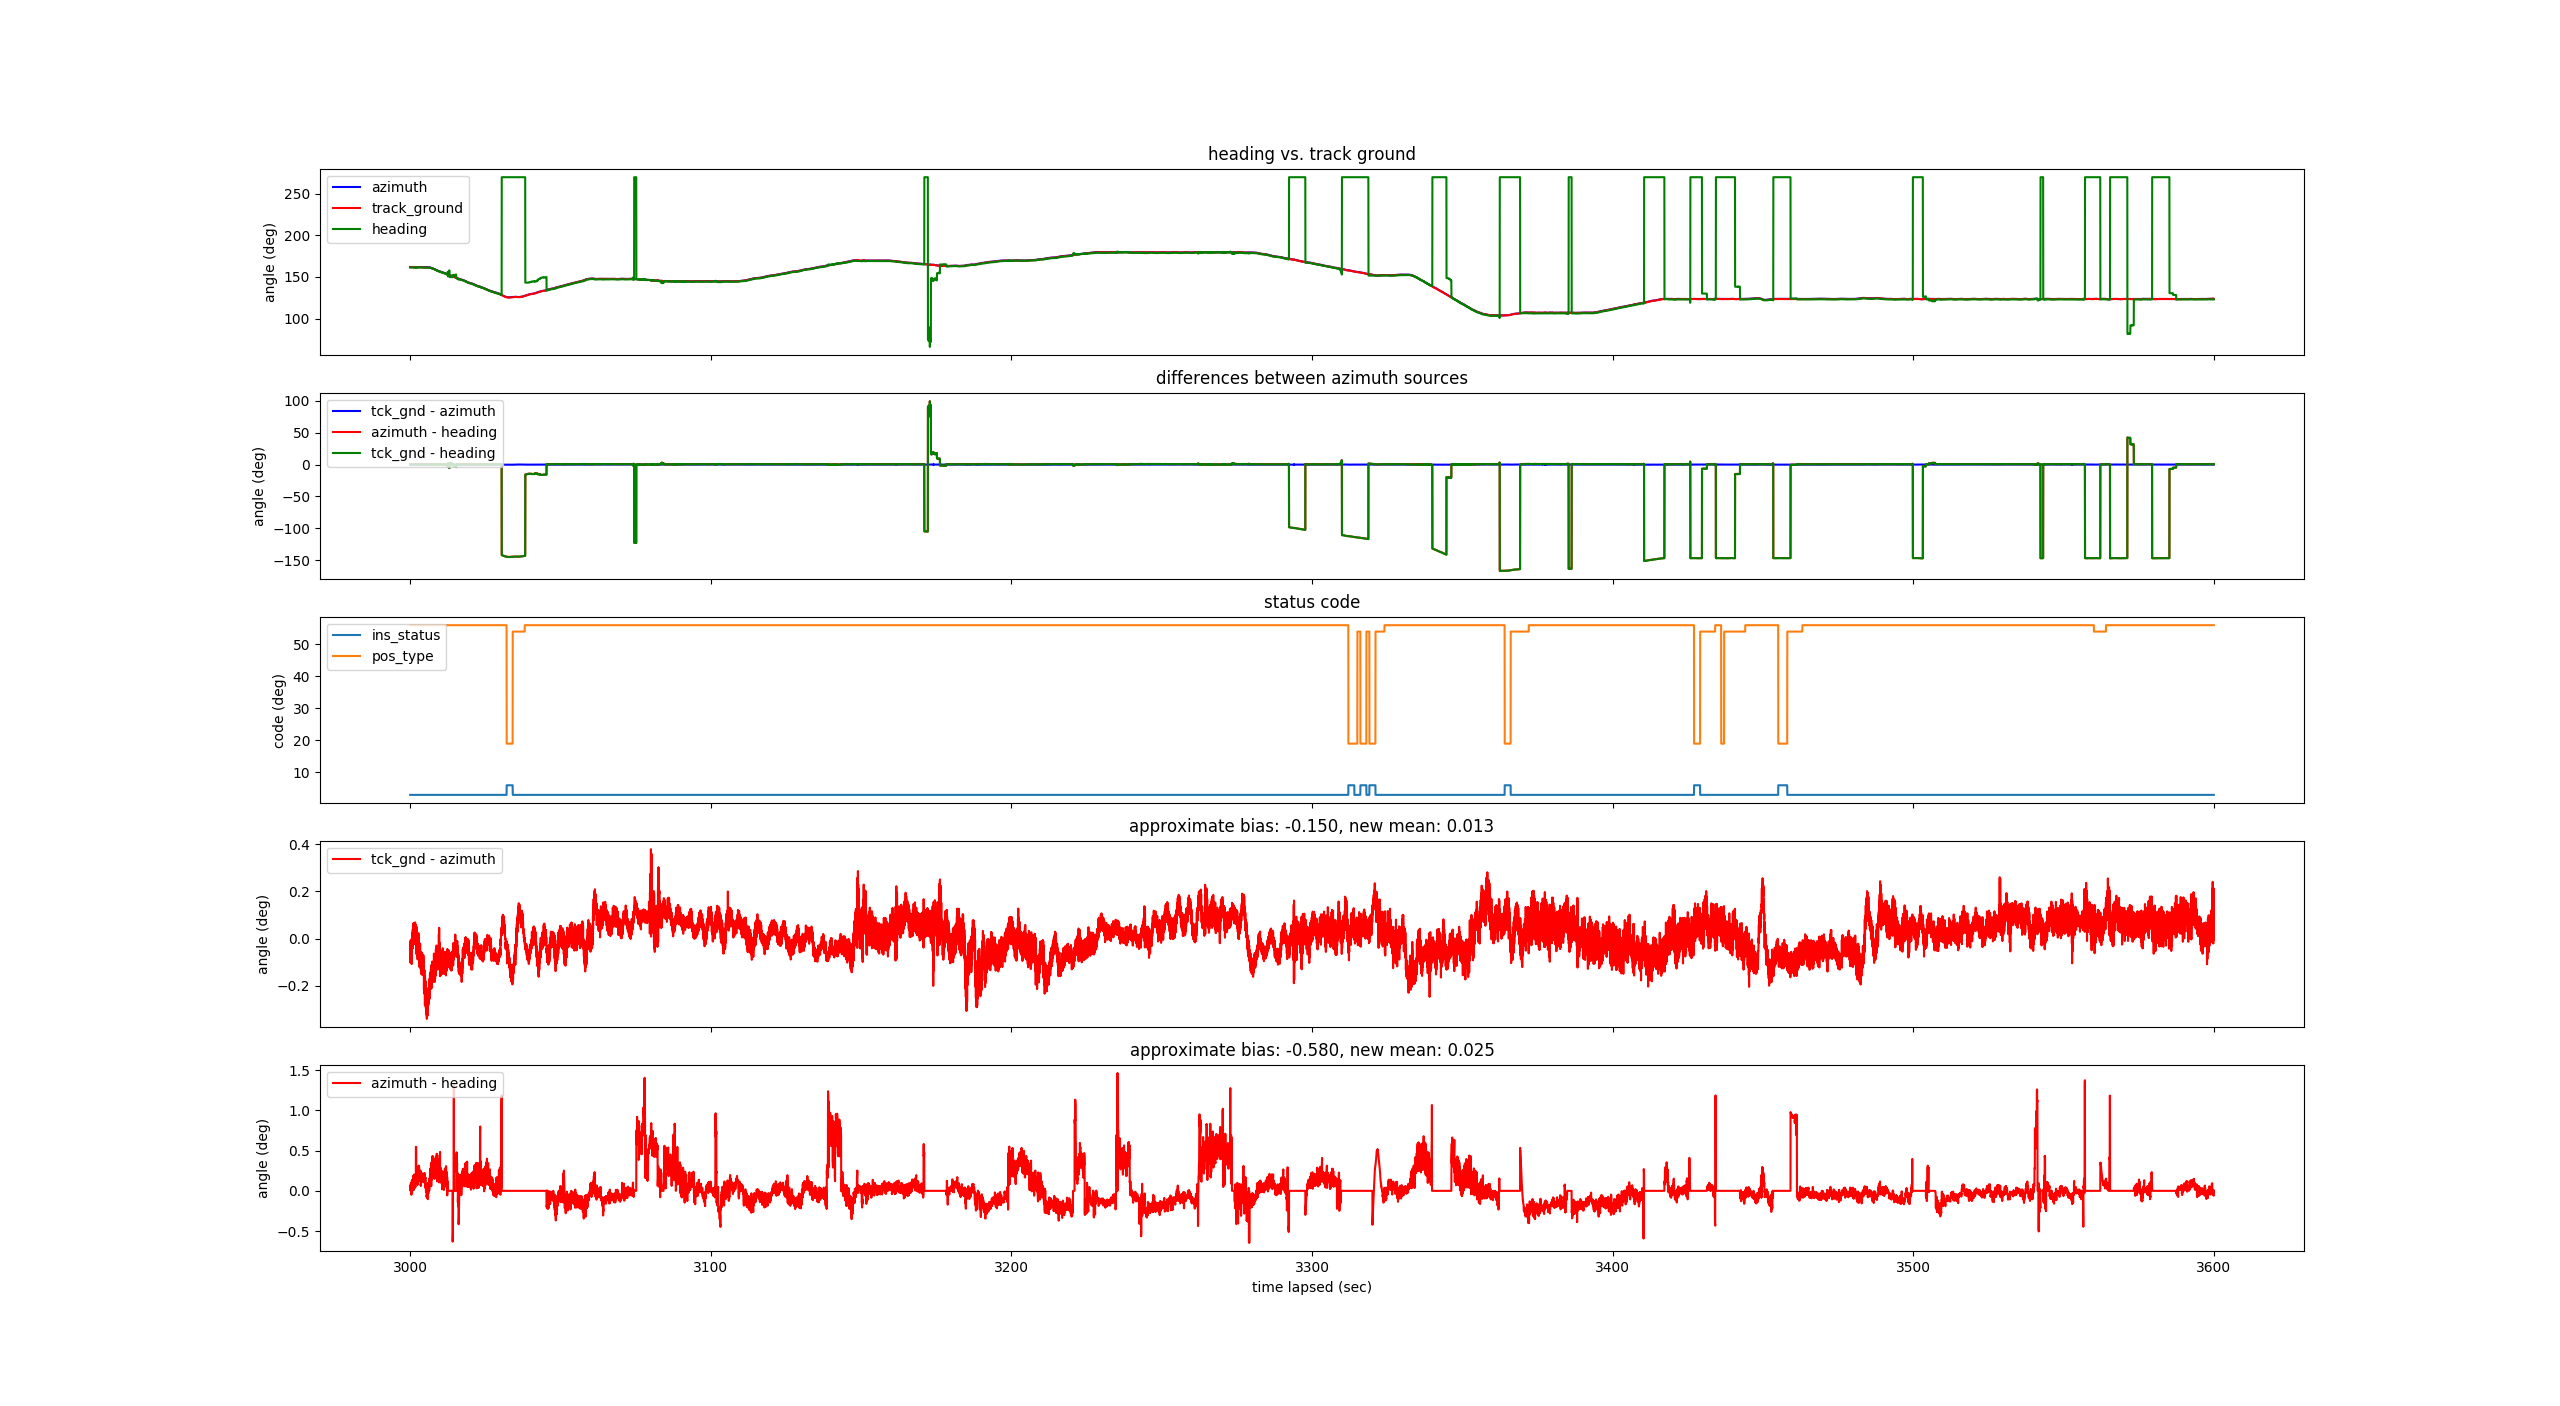 heading vs. track ground
azimuth
track_ground
heading
angle (deg)
250
200
150
100
differences between azimuth sources
tck_gnd - azimuth
azimuth - heading
tck_gnd - heading
angle (deg)
100
50
0
−50
−100
−150
status code
ins_status
pos_type
code (deg)
50
40
30
20
10
approximate bias: -0.150, new mean: 0.013
tck_gnd - azimuth
angle (deg)
0.4
0.2
0.0
−0.2
approximate bias: -0.580, new mean: 0.025
azimuth - heading
angle (deg)
1.5
1.0
0.5
0.0
−0.5
3000 3100 3200 3300 3400 3500 3600
time lapsed (sec)